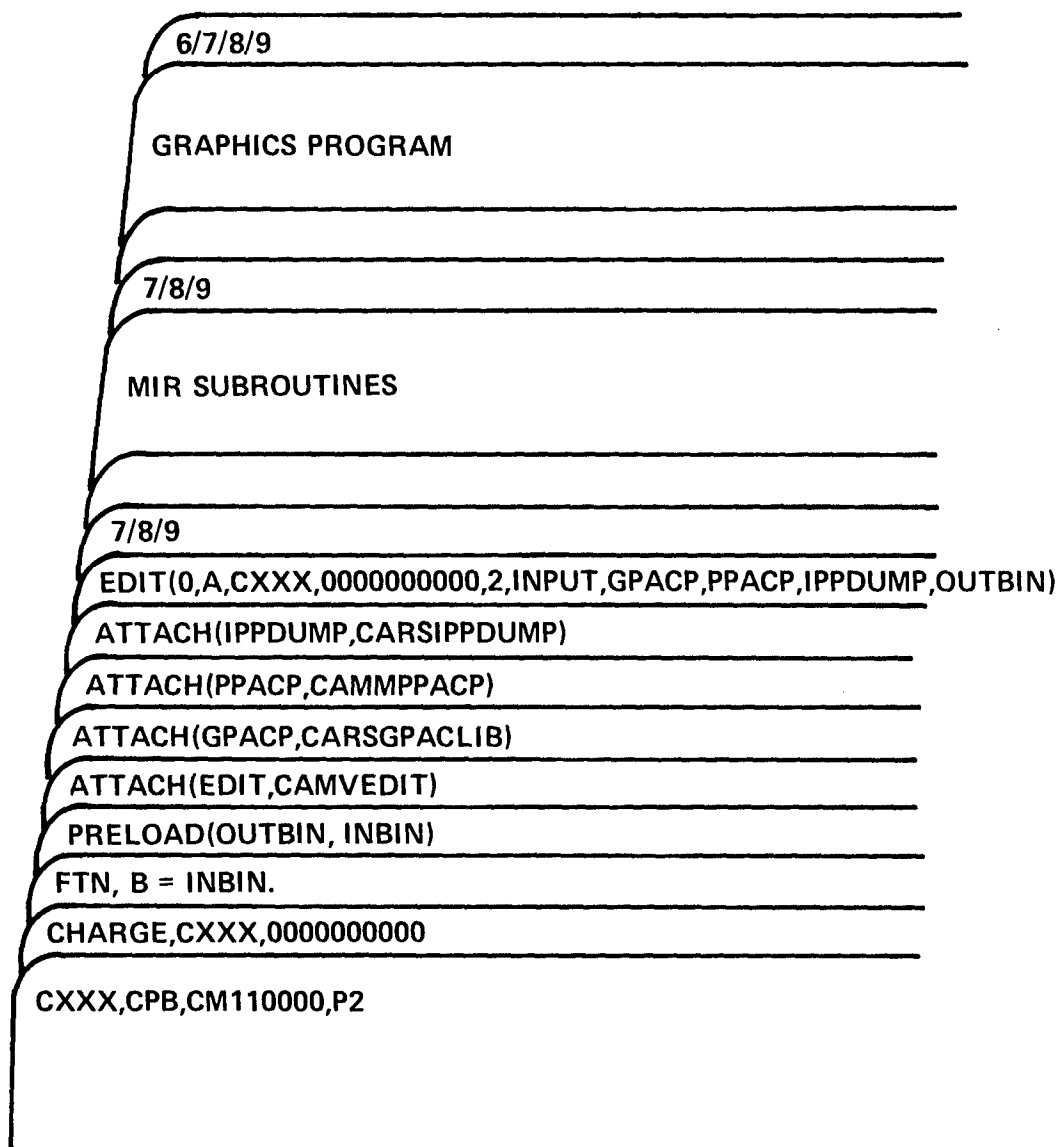 6/7/8/9
GRAPHICS PROGRAM
7/8/9
MIR SUBROUTINES
7/8/9
EDIT(0,A,CXXX,0000000000,2,INPUT,GPACP,PPACP,IPPDUMP,OUTBIN)
ATTACH(IPPDUMP,CARSIPPDUMP)
ATTACH(PPACP,CAMMPPACP)
ATTACH(GPACP,CARSGPACLIB)
ATTACH(EDIT,CAMVEDIT)
PRELOAD(OUTBIN, INBIN)
FTN, B = INBIN.
CHARGE,CXXX,0000000000
CXXX,CPB,CM110000,P2